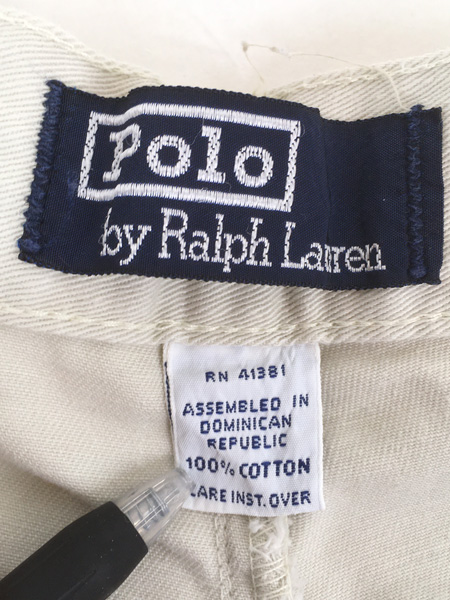 Polo
by Ralph Lauren
RN 41381
ASSEMBLED IN
DOMINICAN
REPUBLIC
100% COTTON
CARE INST. OVER